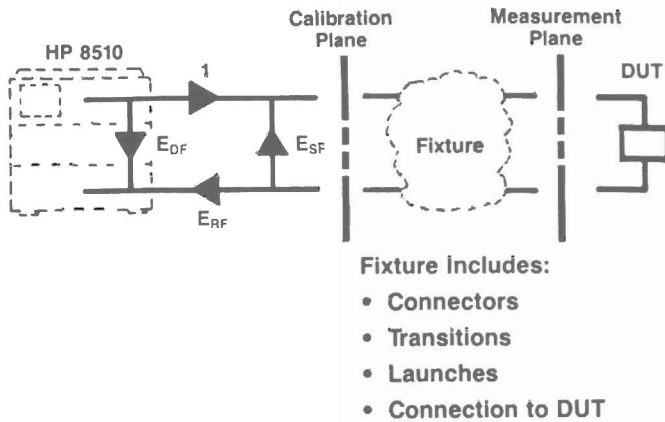 Calibration
Plane
Measurement
Plane
HP 8510
DUT
1
E_DF
E_SF
E_RF
Fixture
Fixture Includes:
• Connectors
• Transitions
• Launches
• Connection to DUT